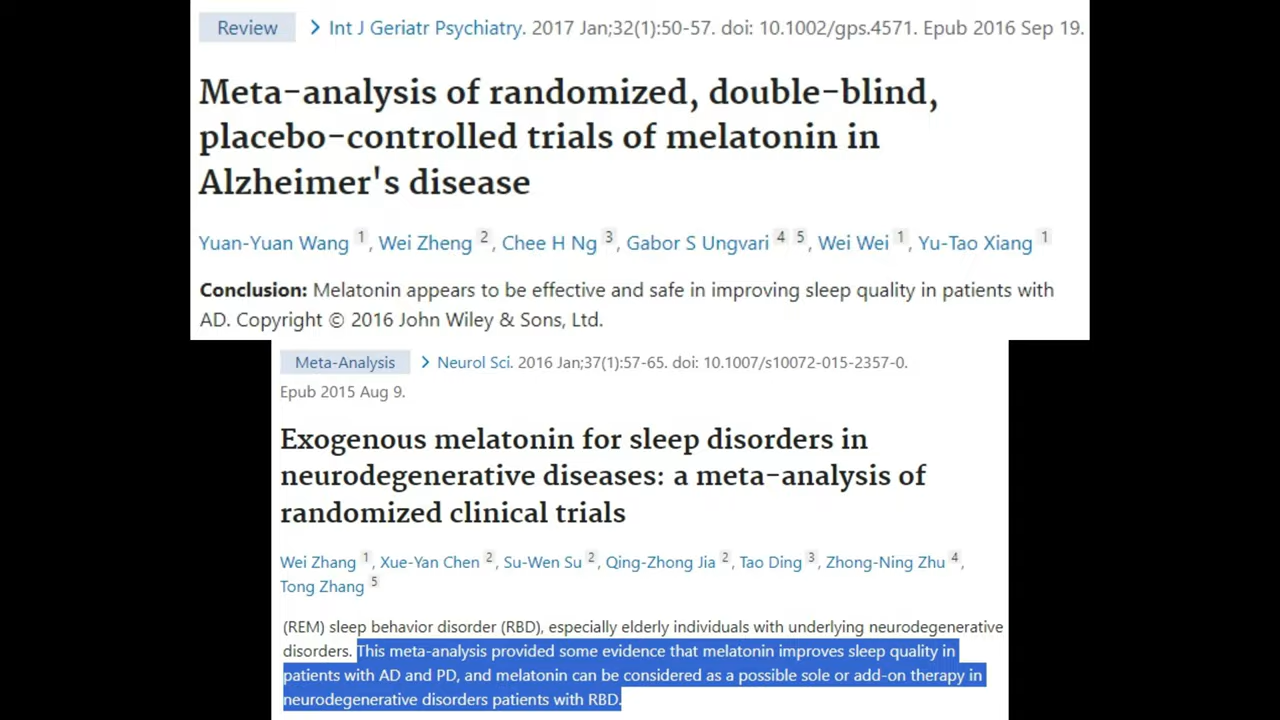 Review > Int J Geriatr Psychiatry. 2017 Jan;32(1):50-57. doi: 10.1002/gps.4571. Epub 2016 Sep 19.
Meta-analysis of randomized, double-blind,
placebo-controlled trials of melatonin in
Alzheimer's disease
Yuan-Yuan Wang 1, Wei Zheng 2, Chee H Ng 3, Gabor S Ungvari 4 5, Wei Wei 1, Yu-Tao Xiang 1
Conclusion: Melatonin appears to be effective and safe in improving sleep quality in patients with
AD. Copyright © 2016 John Wiley & Sons, Ltd.
Meta-Analysis > Neurol Sci. 2016 Jan;37(1):57-65. doi: 10.1007/s10072-015-2357-0.
Epub 2015 Aug 9.
Exogenous melatonin for sleep disorders in
neurodegenerative diseases: a meta-analysis of
randomized clinical trials
Wei Zhang 1, Xue-Yan Chen 2, Su-Wen Su 2, Qing-Zhong Jia 2, Tao Ding 3, Zhong-Ning Zhu 4,
Tong Zhang 5
(REM) sleep behavior disorder (RBD), especially elderly individuals with underlying neurodegenerative
disorders. This meta-analysis provided some evidence that melatonin improves sleep quality in
patients with AD and PD, and melatonin can be considered as a possible sole or add-on therapy in
neurodegenerative disorders patients with RBD.